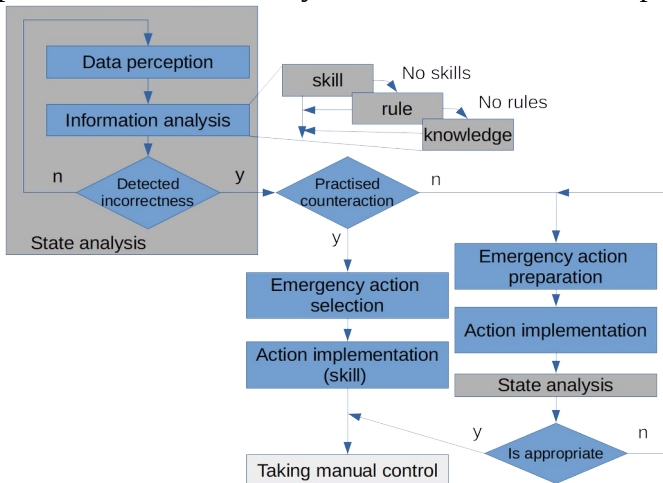 Data perception
Information analysis
Detected
incorrectness
n
y
State analysis
skill
No skills
rule
No rules
knowledge
Practised
counteraction
n
y
Emergency action
selection
Action implementation
(skill)
Emergency action
preparation
Action implementation
State analysis
Is appropriate
y
n
Taking manual control